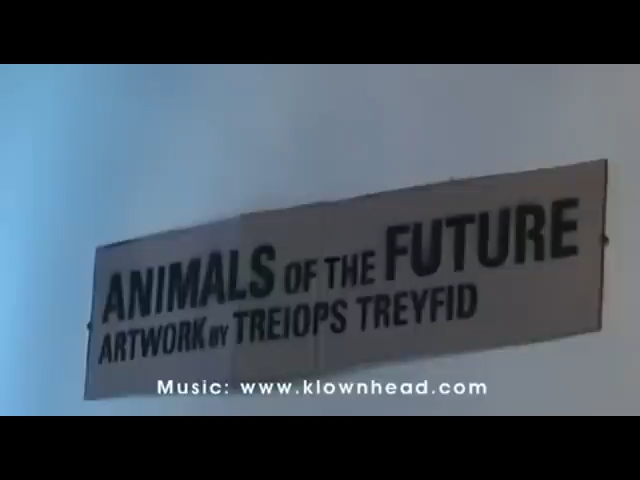 ANIMALS OF THE FUTURE
ARTWORK BY TREIOPS TREYFID
Music: www.klownhead.com